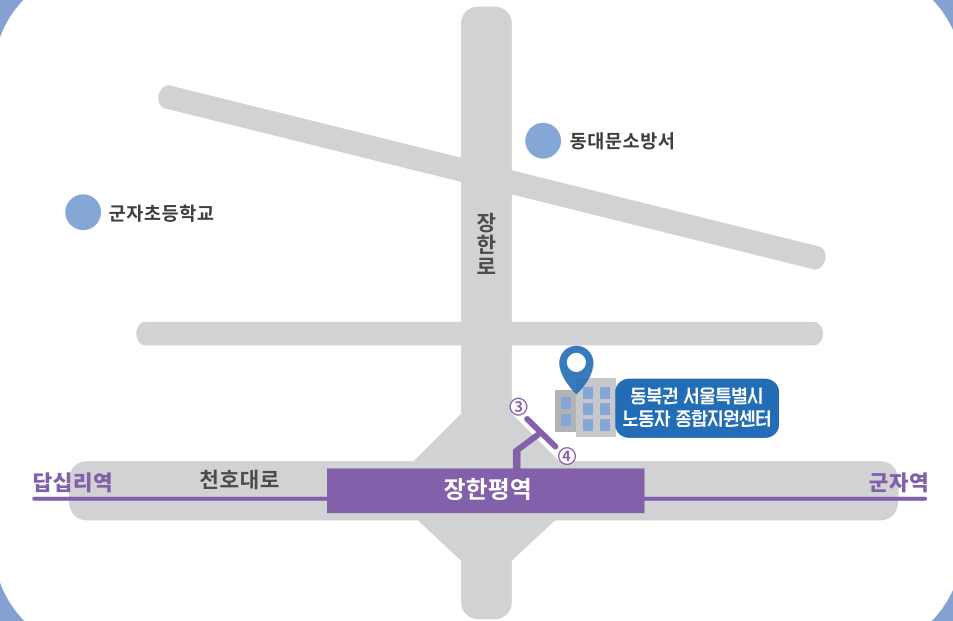 동대문소방서
군자초등학교
장한로
동북권 서울특별시
노동자 종합지원센터
③
④
답십리역
천호대로
장한평역
군자역